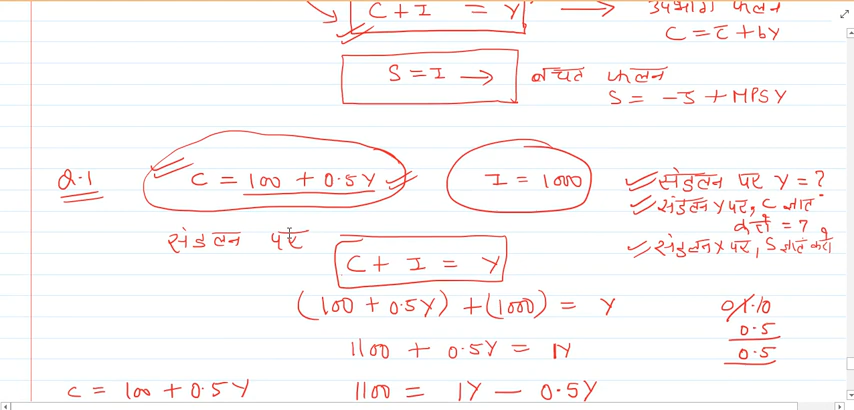 C + I = Y → उपभोग फलन
C = c̅ + bY
S = I → बचत फलन
S = -s̅ + MPS Y
Q.1 C = 100 + 0.5Y I = 1000 संतुलन पर Y = ?
संतुलन Y पर, C ज्ञात करो = ?
संतुलन Y पर, S ज्ञात करो
संतुलन पर
C + I = Y
(100 + 0.5Y) + (1000) = Y
0.5
1100 + 0.5Y = 1Y 0.5
C = 100 + 0.5Y 1100 = 1Y - 0.5Y